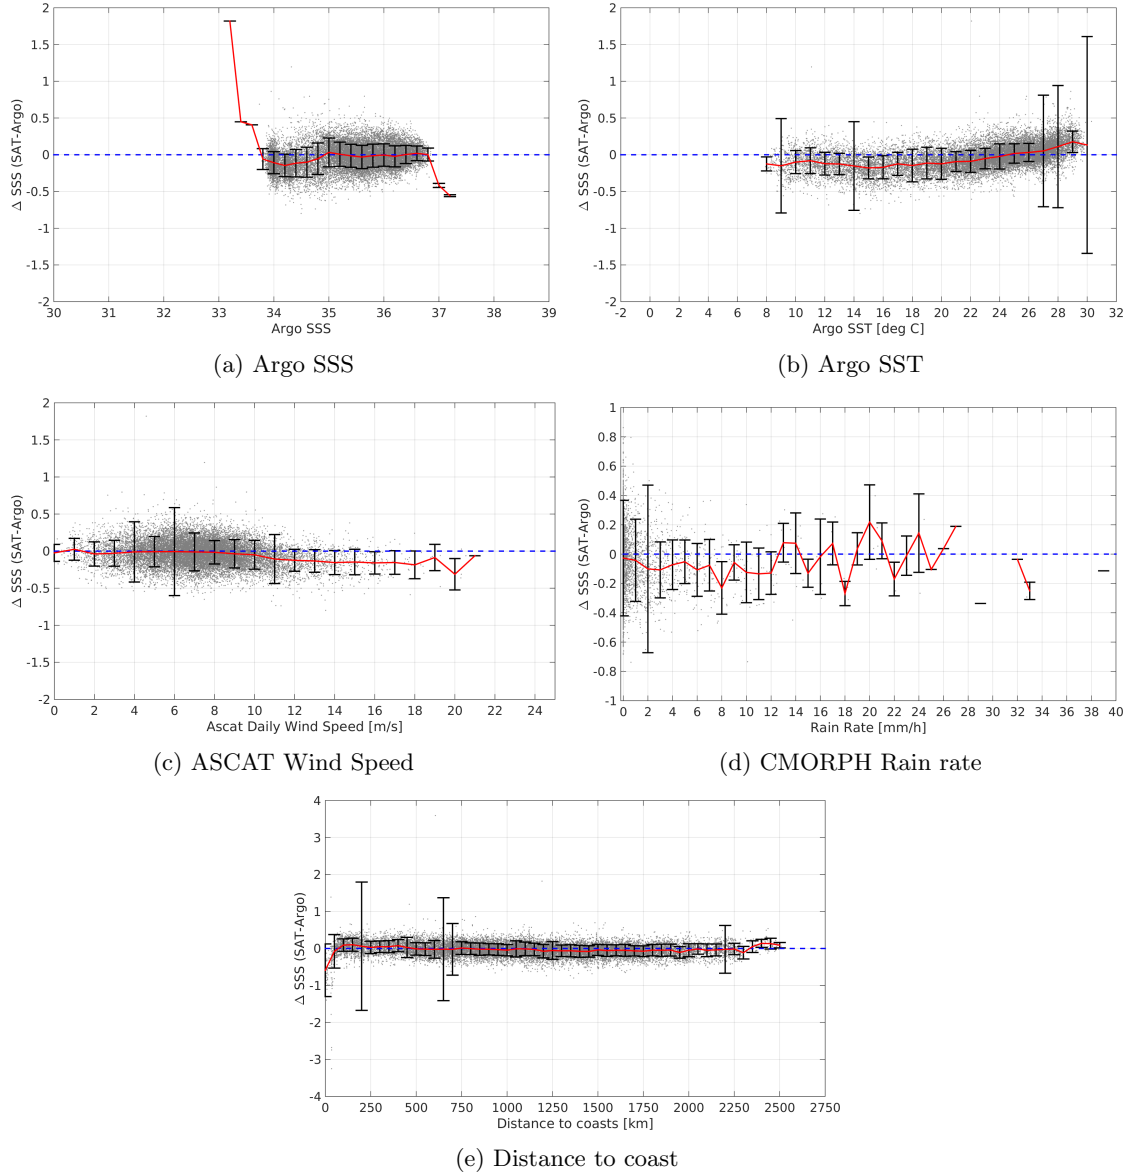 2
1.5
1
0.5
0
-0.5
-1
-1.5
-2
Δ SSS (SAT-Argo)
30 31 32 33 34 35 36 37 38 39
Argo SSS
(a) Argo SSS
2
1.5
1
0.5
0
-0.5
-1
-1.5
-2
Δ SSS (SAT-Argo)
-2 0 2 4 6 8 10 12 14 16 18 20 22 24 26 28 30 32
Argo SST [deg C]
(b) Argo SST
2
1.5
1
0.5
0
-0.5
-1
-1.5
-2
Δ SSS (SAT-Argo)
0 2 4 6 8 10 12 14 16 18 20 22 24
Ascat Daily Wind Speed [m/s]
(c) ASCAT Wind Speed
1
0.8
0.6
0.4
0.2
0
-0.2
-0.4
-0.6
-0.8
-1
Δ SSS (SAT-Argo)
0 2 4 6 8 10 12 14 16 18 20 22 24 26 28 30 32 34 36 38 40
Rain Rate [mm/h]
(d) CMORPH Rain rate
4
3
2
1
0
-1
-2
-3
-4
Δ SSS (SAT-Argo)
0 250 500 750 1000 1250 1500 1750 2000 2250 2500 2750
Distance to coasts [km]
(e) Distance to coast